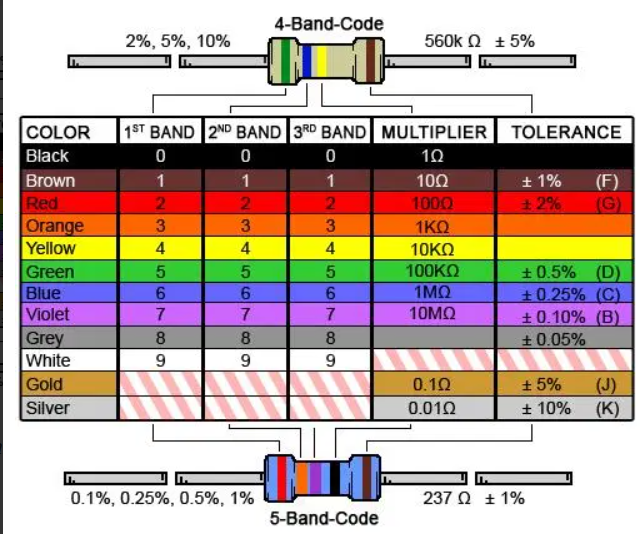 4-Band-Code
2%, 5%, 10% 560k Ω ± 5%
COLOR 1ST BAND 2ND BAND 3RD BAND MULTIPLIER TOLERANCE
Black 0 0 0 1Ω
Brown 1 1 1 10Ω ± 1% (F)
Red 2 2 2 100Ω ± 2% (G)
Orange 3 3 3 1KΩ
Yellow 4 4 4 10KΩ
Green 5 5 5 100KΩ ± 0.5% (D)
Blue 6 6 6 1MΩ ± 0.25% (C)
Violet 7 7 7 10MΩ ± 0.10% (B)
Grey 8 8 8 ± 0.05%
White 9 9 9
Gold 0.1Ω ± 5% (J)
Silver 0.01Ω ± 10% (K)
0.1%, 0.25%, 0.5%, 1% 237 Ω ± 1%
5-Band-Code